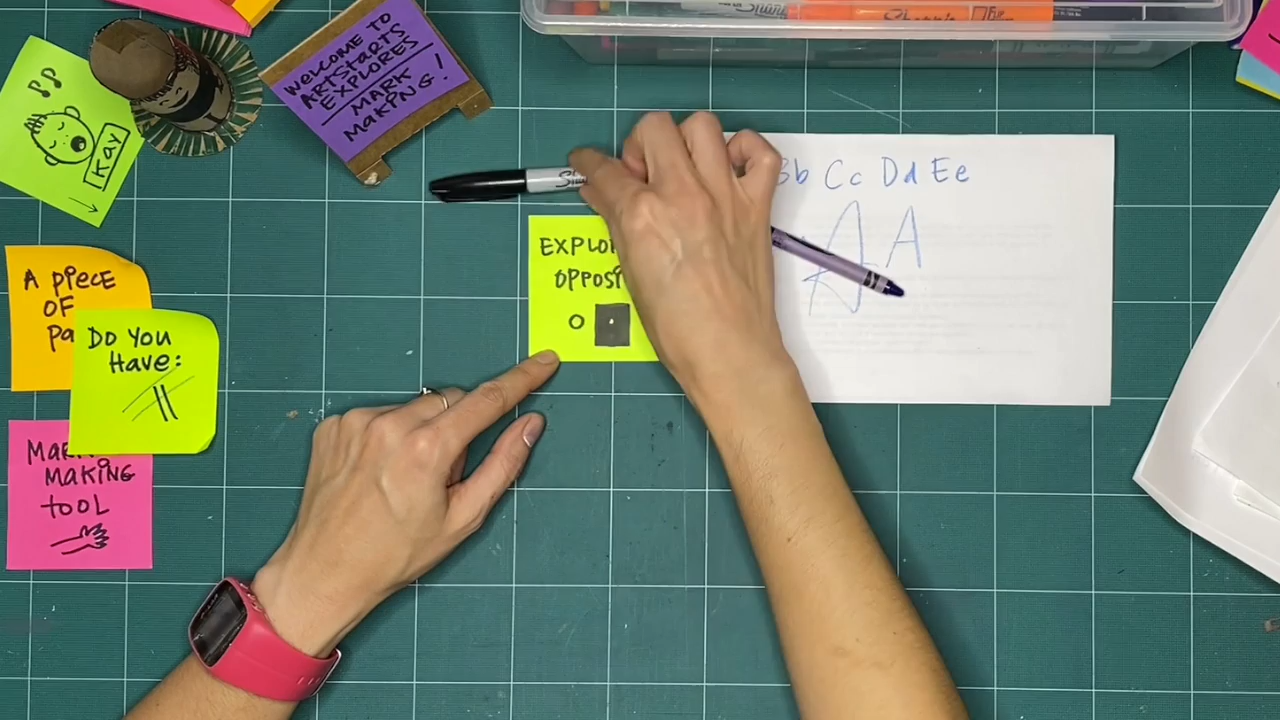 WELCOME TO
ARTSTARTS
EXPLORES
MARK
MAKING!
Kay
A piece
OF
Do You
Have:
MAKING
tool
Bb Cc Dd Ee
A A
Sharpie